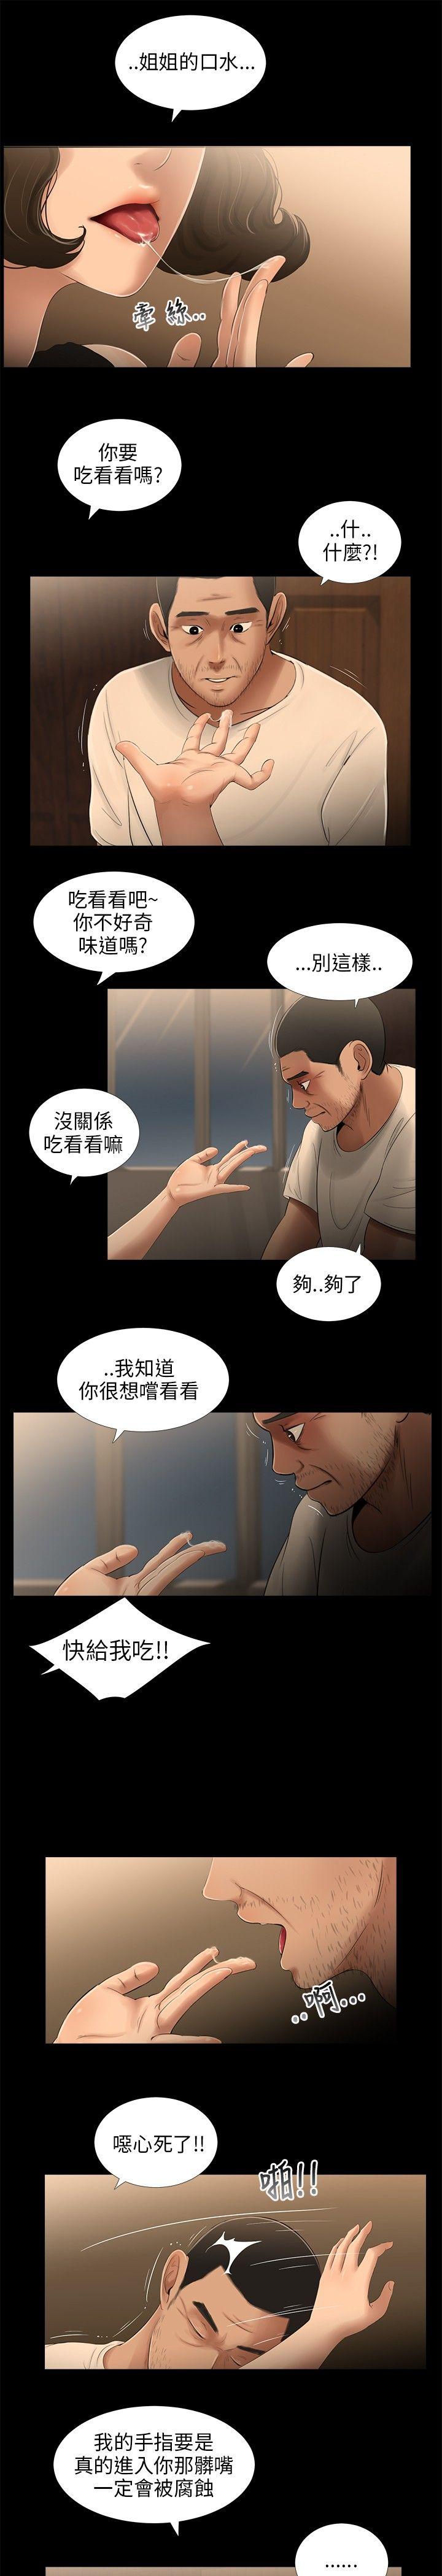 ..姐姐的口水...
牽絲..
你要
吃看看嗎?
..什..
什麼?!
吃看看吧~
你不好奇
味道嗎?
...別這樣..
沒關係
吃看看嘛
夠..夠了
..我知道
你很想嚐看看
快給我吃!!
..啊...
噁心死了!!
啪!!
我的手指要是
真的進入你那髒嘴
一定會被腐蝕
......